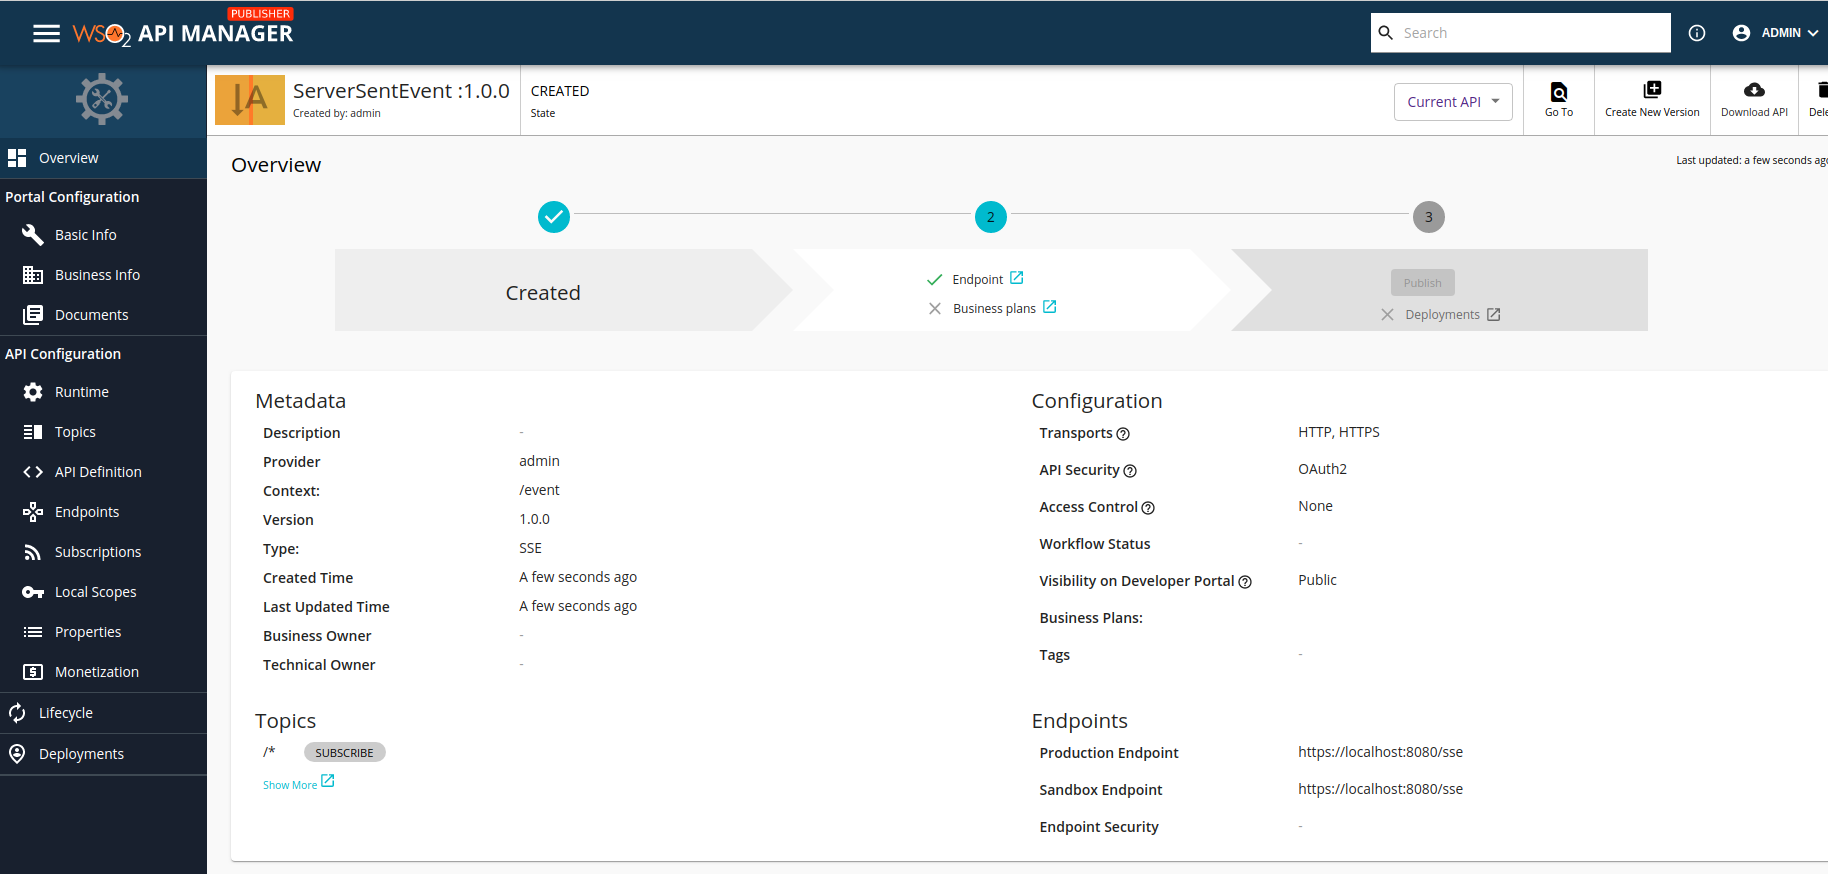 PUBLISHER
WSO2 API MANAGER
Search
ADMIN
ServerSentEvent :1.0.0
Created by: admin
CREATED
State
Current API
Go To
Create New Version
Download API
Dele
Overview
Portal Configuration
Basic Info
Business Info
Documents
API Configuration
Runtime
Topics
API Definition
Endpoints
Subscriptions
Local Scopes
Properties
Monetization
Lifecycle
Deployments
Overview
Last updated: a few seconds ago
2
3
Created
Endpoint
Business plans
Publish
Deployments
Metadata
Description -
Provider admin
Context: /event
Version 1.0.0
Type: SSE
Created Time A few seconds ago
Last Updated Time A few seconds ago
Business Owner -
Technical Owner -
Configuration
Transports HTTP, HTTPS
API Security OAuth2
Access Control None
Workflow Status -
Visibility on Developer Portal Public
Business Plans:
Tags -
Topics
/* SUBSCRIBE
Show More
Endpoints
Production Endpoint https://localhost:8080/sse
Sandbox Endpoint https://localhost:8080/sse
Endpoint Security -